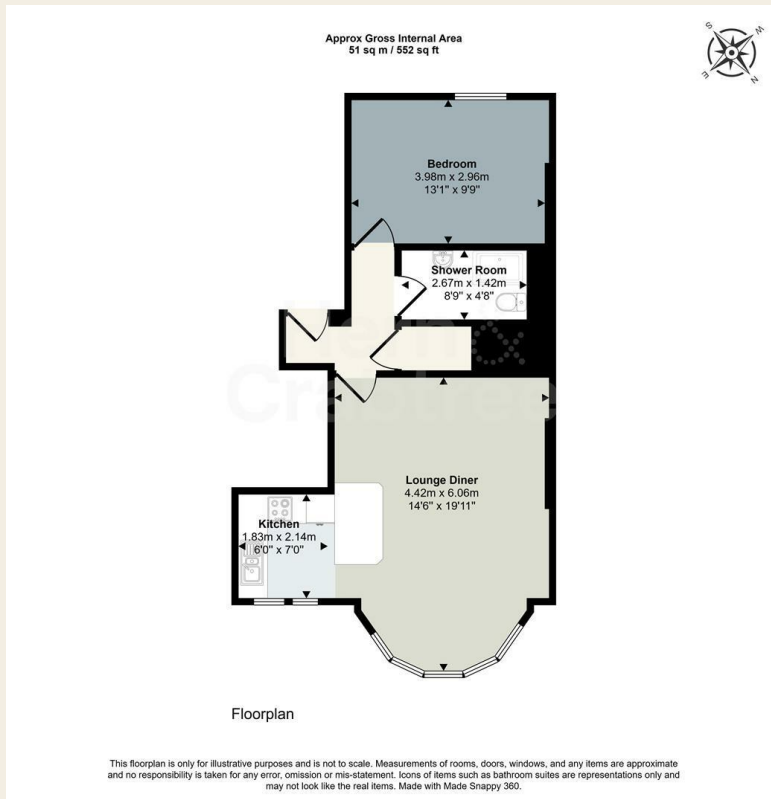 Approx Gross Internal Area
51 sq m / 552 sq ft
S
W
E
N
Bedroom
3.98m x 2.96m
13'1" x 9'9"
Shower Room
2.67m x 1.42m
8'9" x 4'8"
Hern &
Crabtree
Lounge Diner
4.42m x 6.06m
14'6" x 19'11"
Kitchen
1.83m x 2.14m
6'0" x 7'0"
Floorplan
This floorplan is only for illustrative purposes and is not to scale. Measurements of rooms, doors, windows, and any items are approximate
and no responsibility is taken for any error, omission or mis-statement. Icons of items such as bathroom suites are representations only and
may not look like the real items. Made with Made Snappy 360.